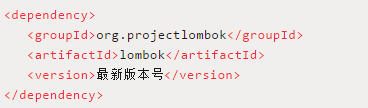 <dependency>
<groupId>org.projectlombok</groupId>
<artifactId>lombok</artifactId>
<version>最新版本号</version>
</dependency>